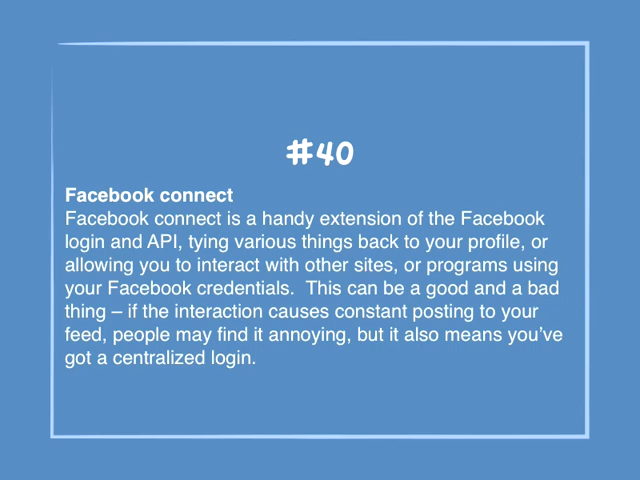 #40
Facebook connect
Facebook connect is a handy extension of the Facebook
login and API, tying various things back to your profile, or
allowing you to interact with other sites, or programs using
your Facebook credentials.  This can be a good and a bad
thing – if the interaction causes constant posting to your
feed, people may find it annoying, but it also means you’ve
got a centralized login.